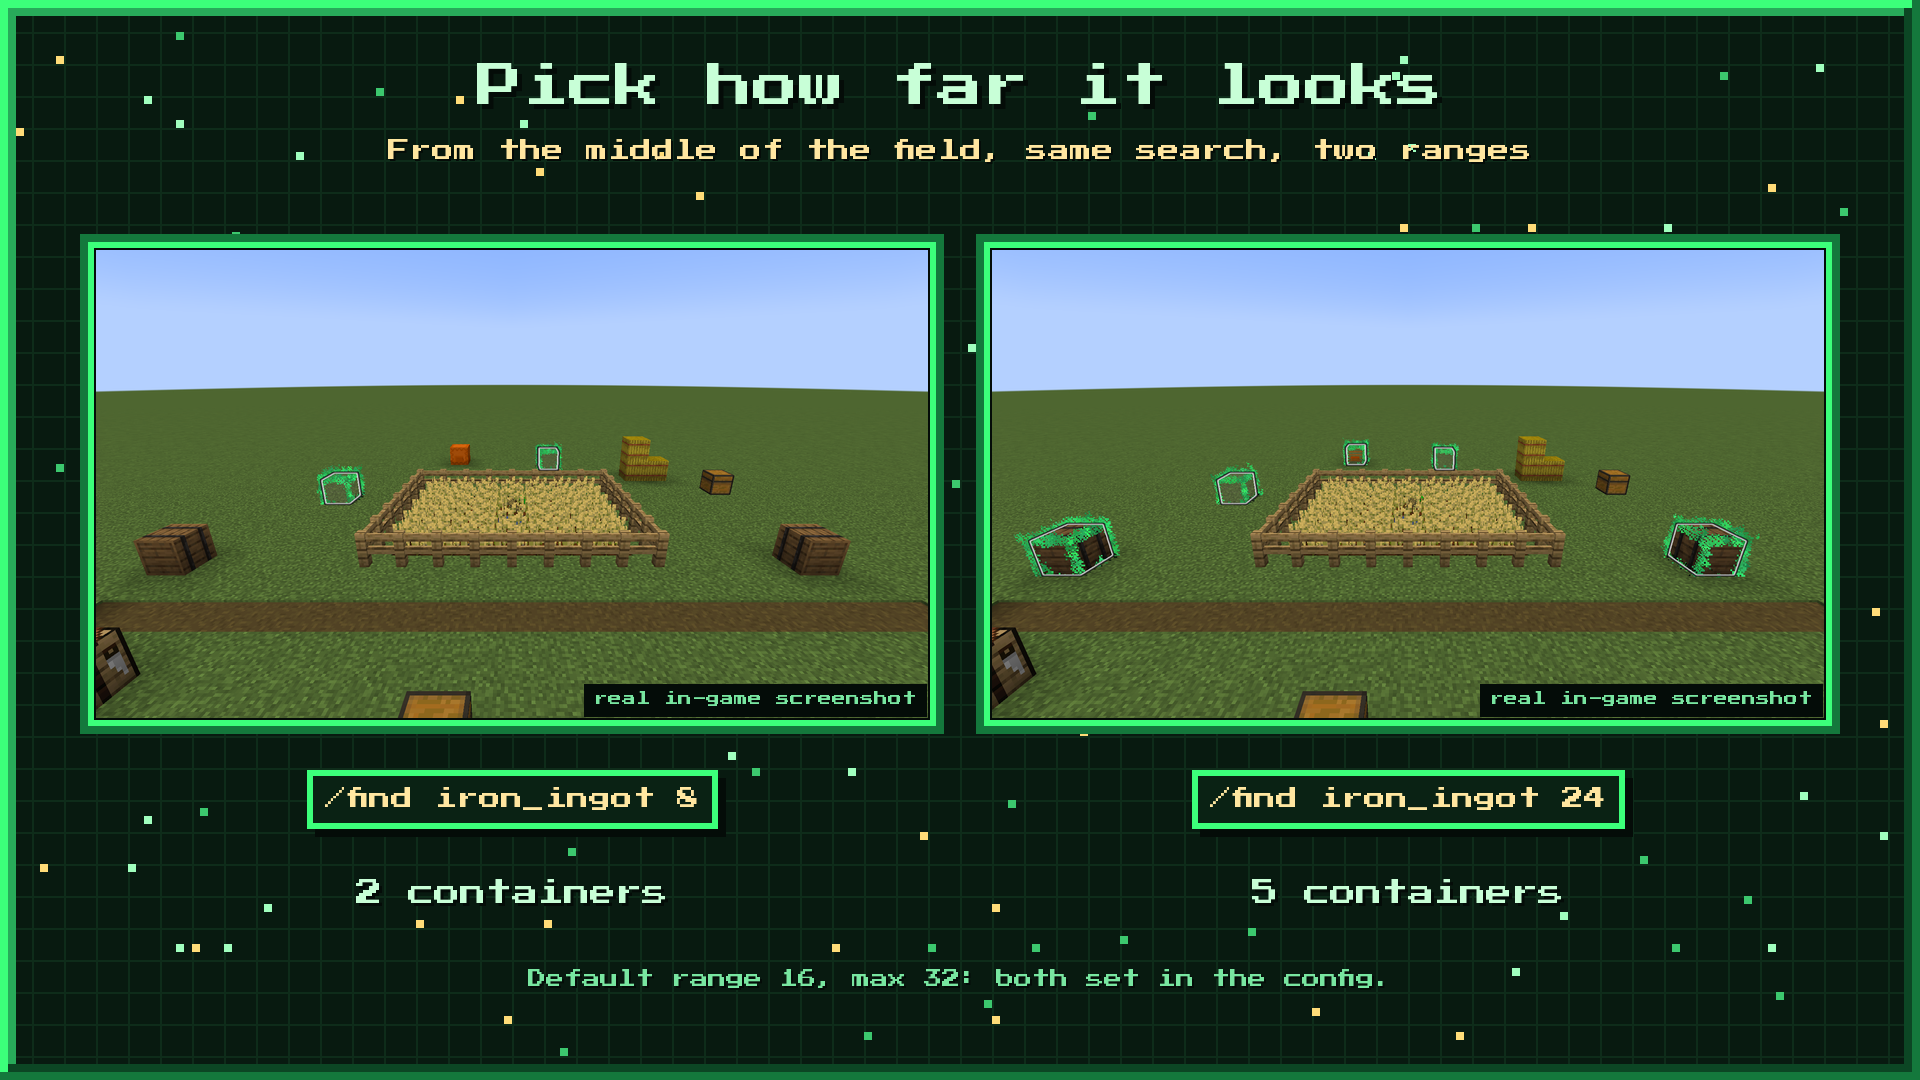 Pick how far it looks
From the middle of the field, same search, two ranges
real in-game screenshot
real in-game screenshot
/find iron_ingot 8
/find iron_ingot 24
2 containers
5 containers
Default range 16, max 32: both set in the config.